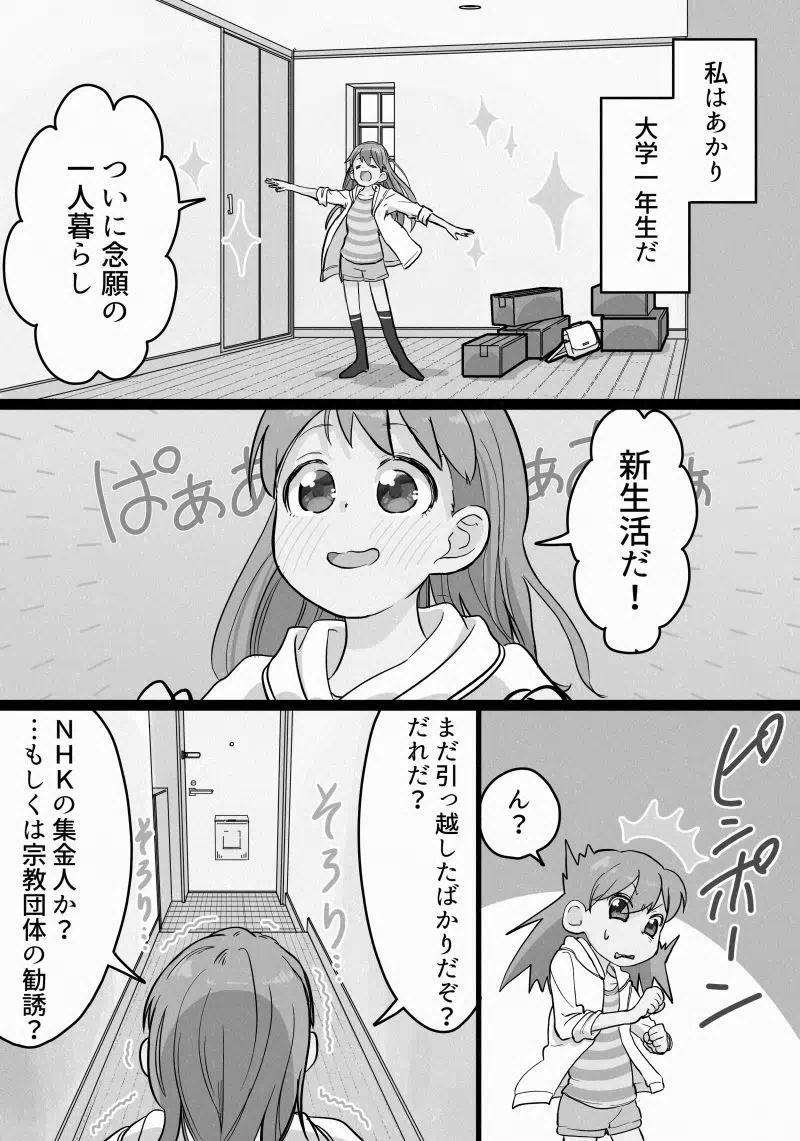 私はあかり
大学一年生だ
ついに念願の
一人暮らし
新生活だ！
ぱぁぁ
ぁぁぁ
ピンポーン
ん？
まだ引っ越したばかりだぞ？
だれだ？
そろり…
そろり…
NHKの集金人か？
…もしくは宗教団体の勧誘？